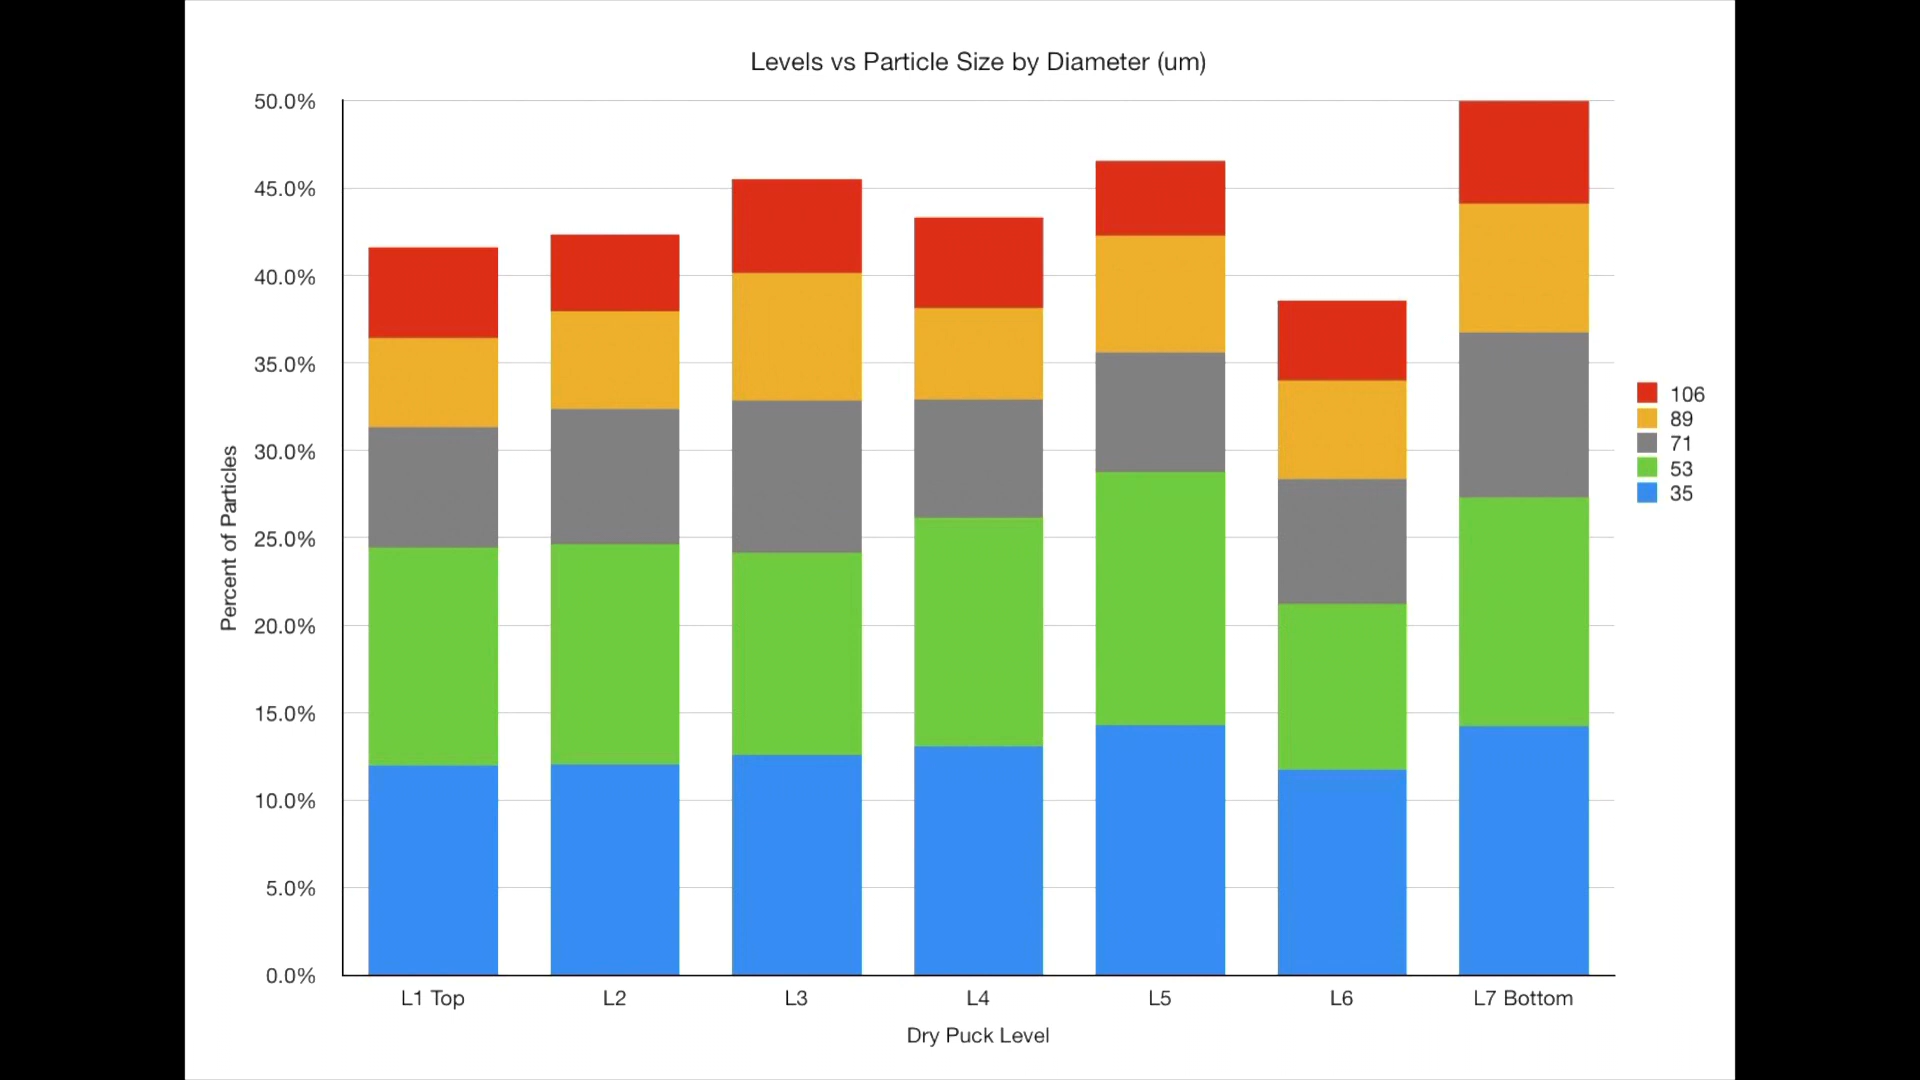 Levels vs Particle Size by Diameter (um)
50.0%
45.0%
40.0%
35.0%
30.0%
25.0%
20.0%
15.0%
10.0%
5.0%
0.0%
Percent of Particles
L1 Top
L2
L3
L4
L5
L6
L7 Bottom
Dry Puck Level
106
89
71
53
35